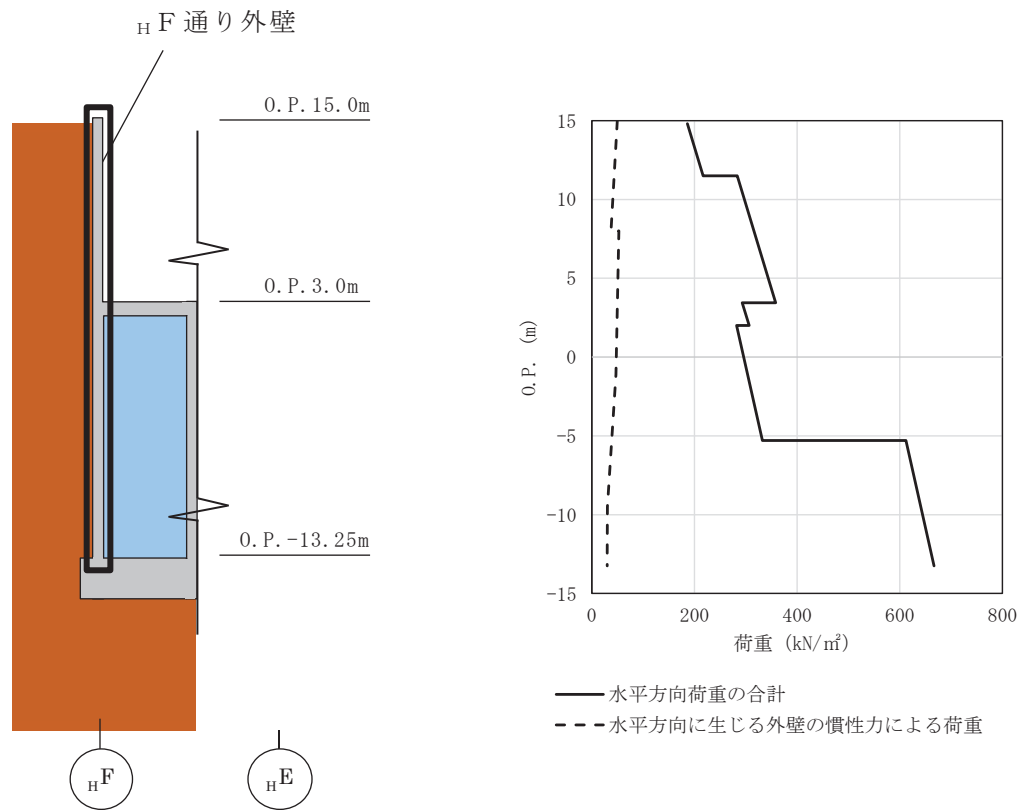 HF通り外壁
O.P.15.0m
O.P.3.0m
O.P.-13.25m
HF
HE
15
10
5
0
-5
-10
-15
O.P. (m)
0 200 400 600 800
荷重 (kN/㎡)
水平方向荷重の合計
水平方向に生じる外壁の慣性力による荷重